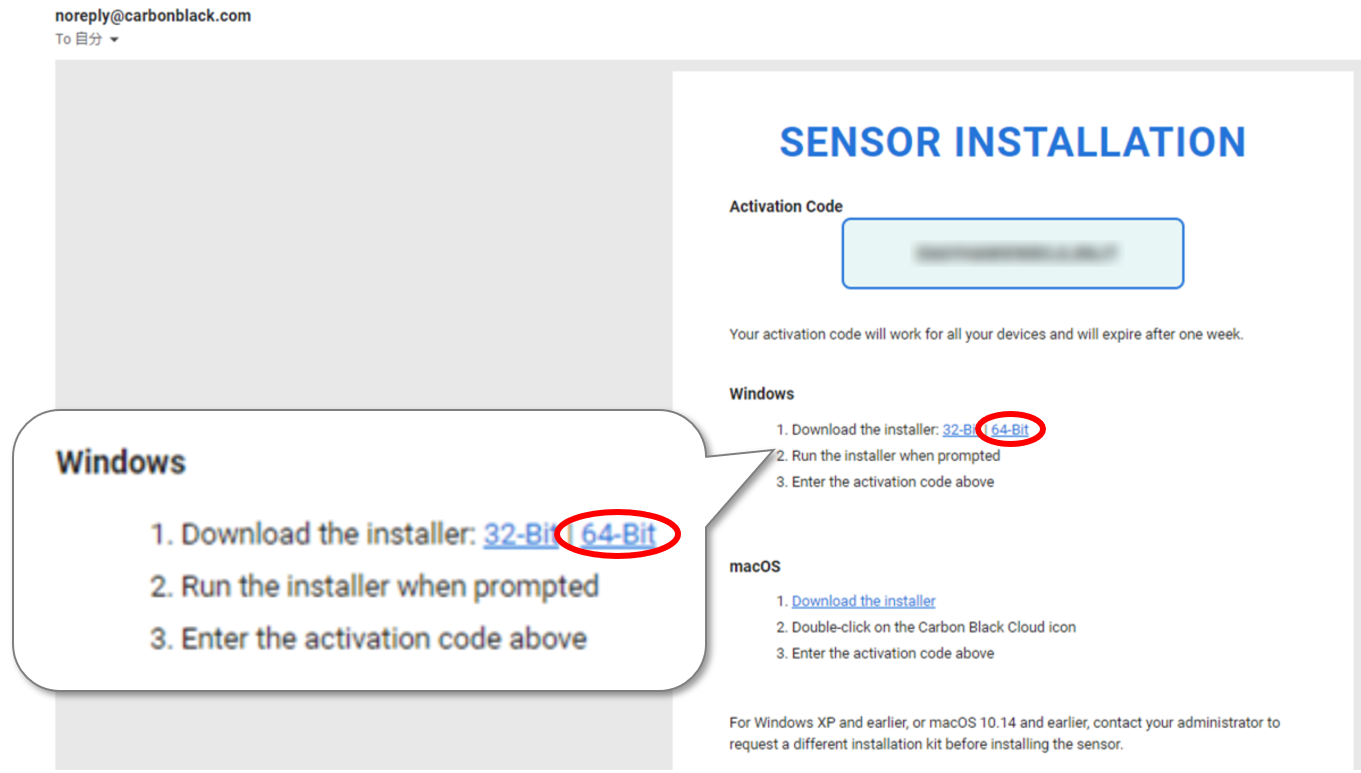 noreply@carbonblack.com
To 自分
SENSOR INSTALLATION
Activation Code
Your activation code will work for all your devices and will expire after one week.
Windows
1. Download the installer: 32-Bit | 64-Bit
2. Run the installer when prompted
3. Enter the activation code above
Windows
1. Download the installer: 32-Bit | 64-Bit
2. Run the installer when prompted
3. Enter the activation code above
macOS
1. Download the installer
2. Double-click on the Carbon Black Cloud icon
3. Enter the activation code above
For Windows XP and earlier, or macOS 10.14 and earlier, contact your administrator to
request a different installation kit before installing the sensor.